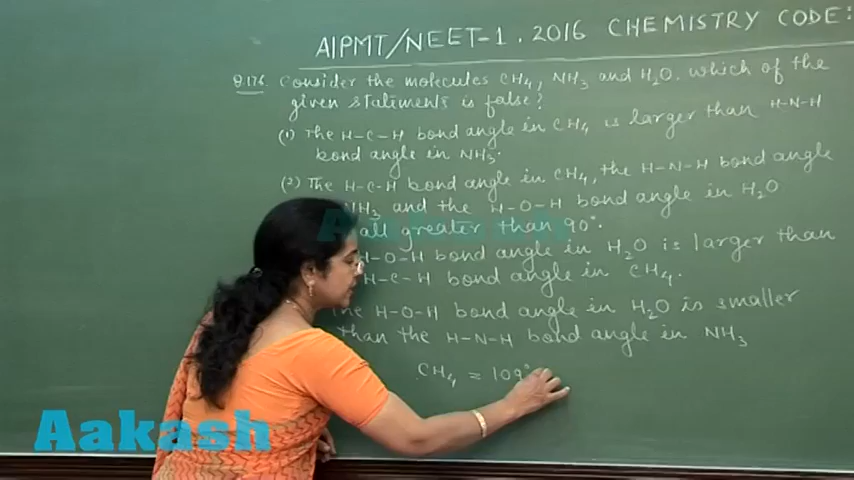 AIPMT/NEET-1. 2016 CHEMISTRY CODE:
Q.176. Consider the molecules CH₄, NH₃ and H₂O. which of the
given statements is false?
(1) The H-C-H bond angle in CH₄ is larger than H-N-H
bond angle in NH₃.
(2) The H-C-H bond angle in CH₄, the H-N-H bond angle
NH₃ and the H-O-H bond angle in H₂O
all greater than 90°.
H-O-H bond angle in H₂O is larger than
H-C-H bond angle in CH₄.
The H-O-H bond angle in H₂O is smaller
than the H-N-H bond angle in NH₃
CH₄ = 109°
Aakash
Aakash